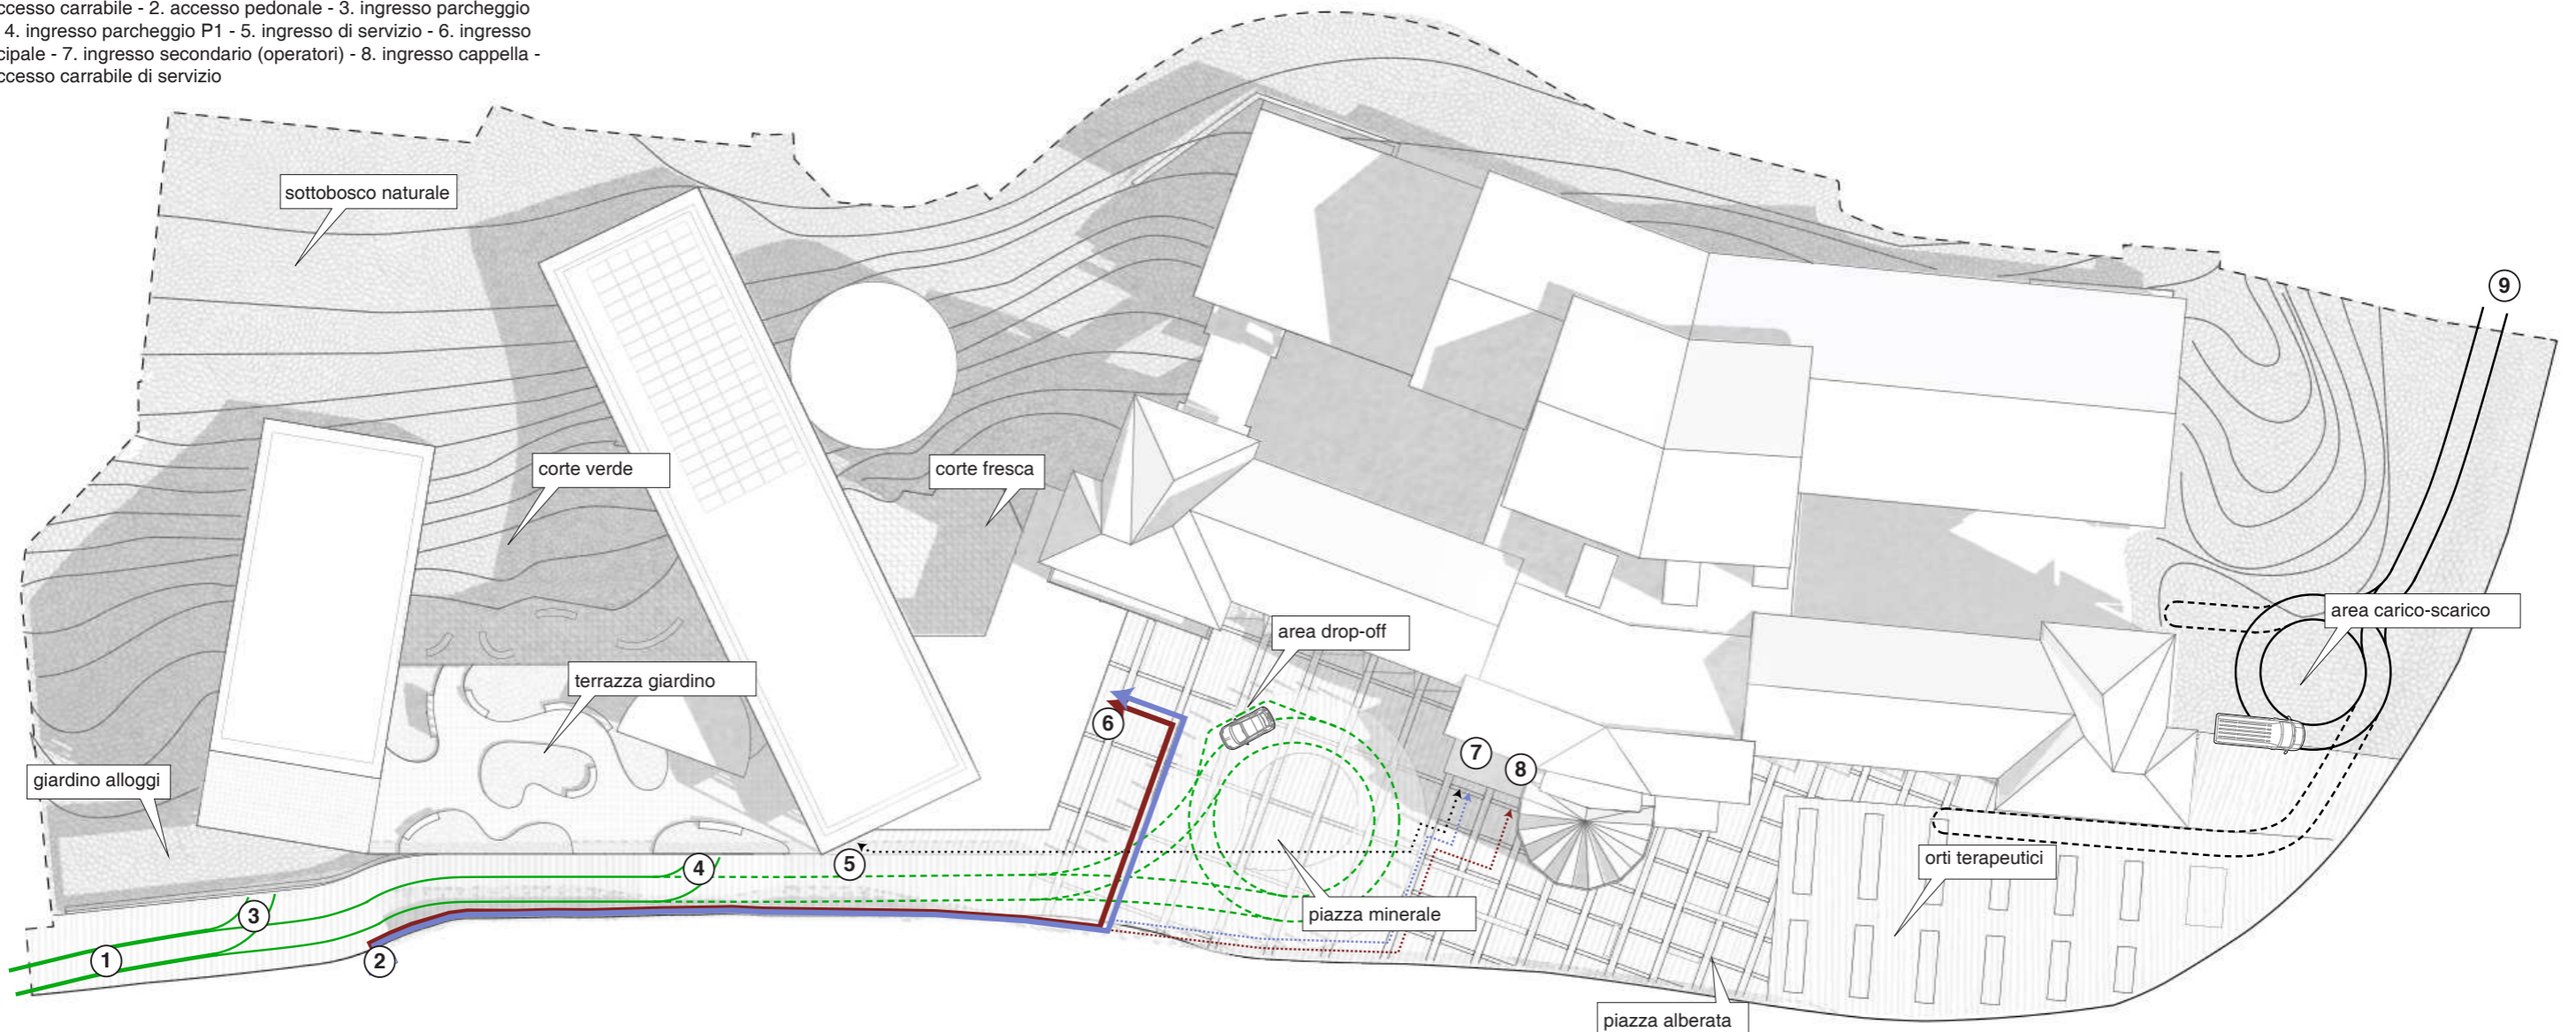 ccesso carrabile - 2. accesso pedonale - 3. ingresso parcheggio
4. ingresso parcheggio P1 - 5. ingresso di servizio - 6. ingresso
cipale - 7. ingresso secondario (operatori) - 8. ingresso cappella -
ccesso carrabile di servizio
sottobosco naturale
9
corte verde
corte fresca
area carico-scarico
area drop-off
terrazza giardino
6
7
8
giardino alloggi
4
5
orti terapeutici
3
piazza minerale
1
2
piazza alberata